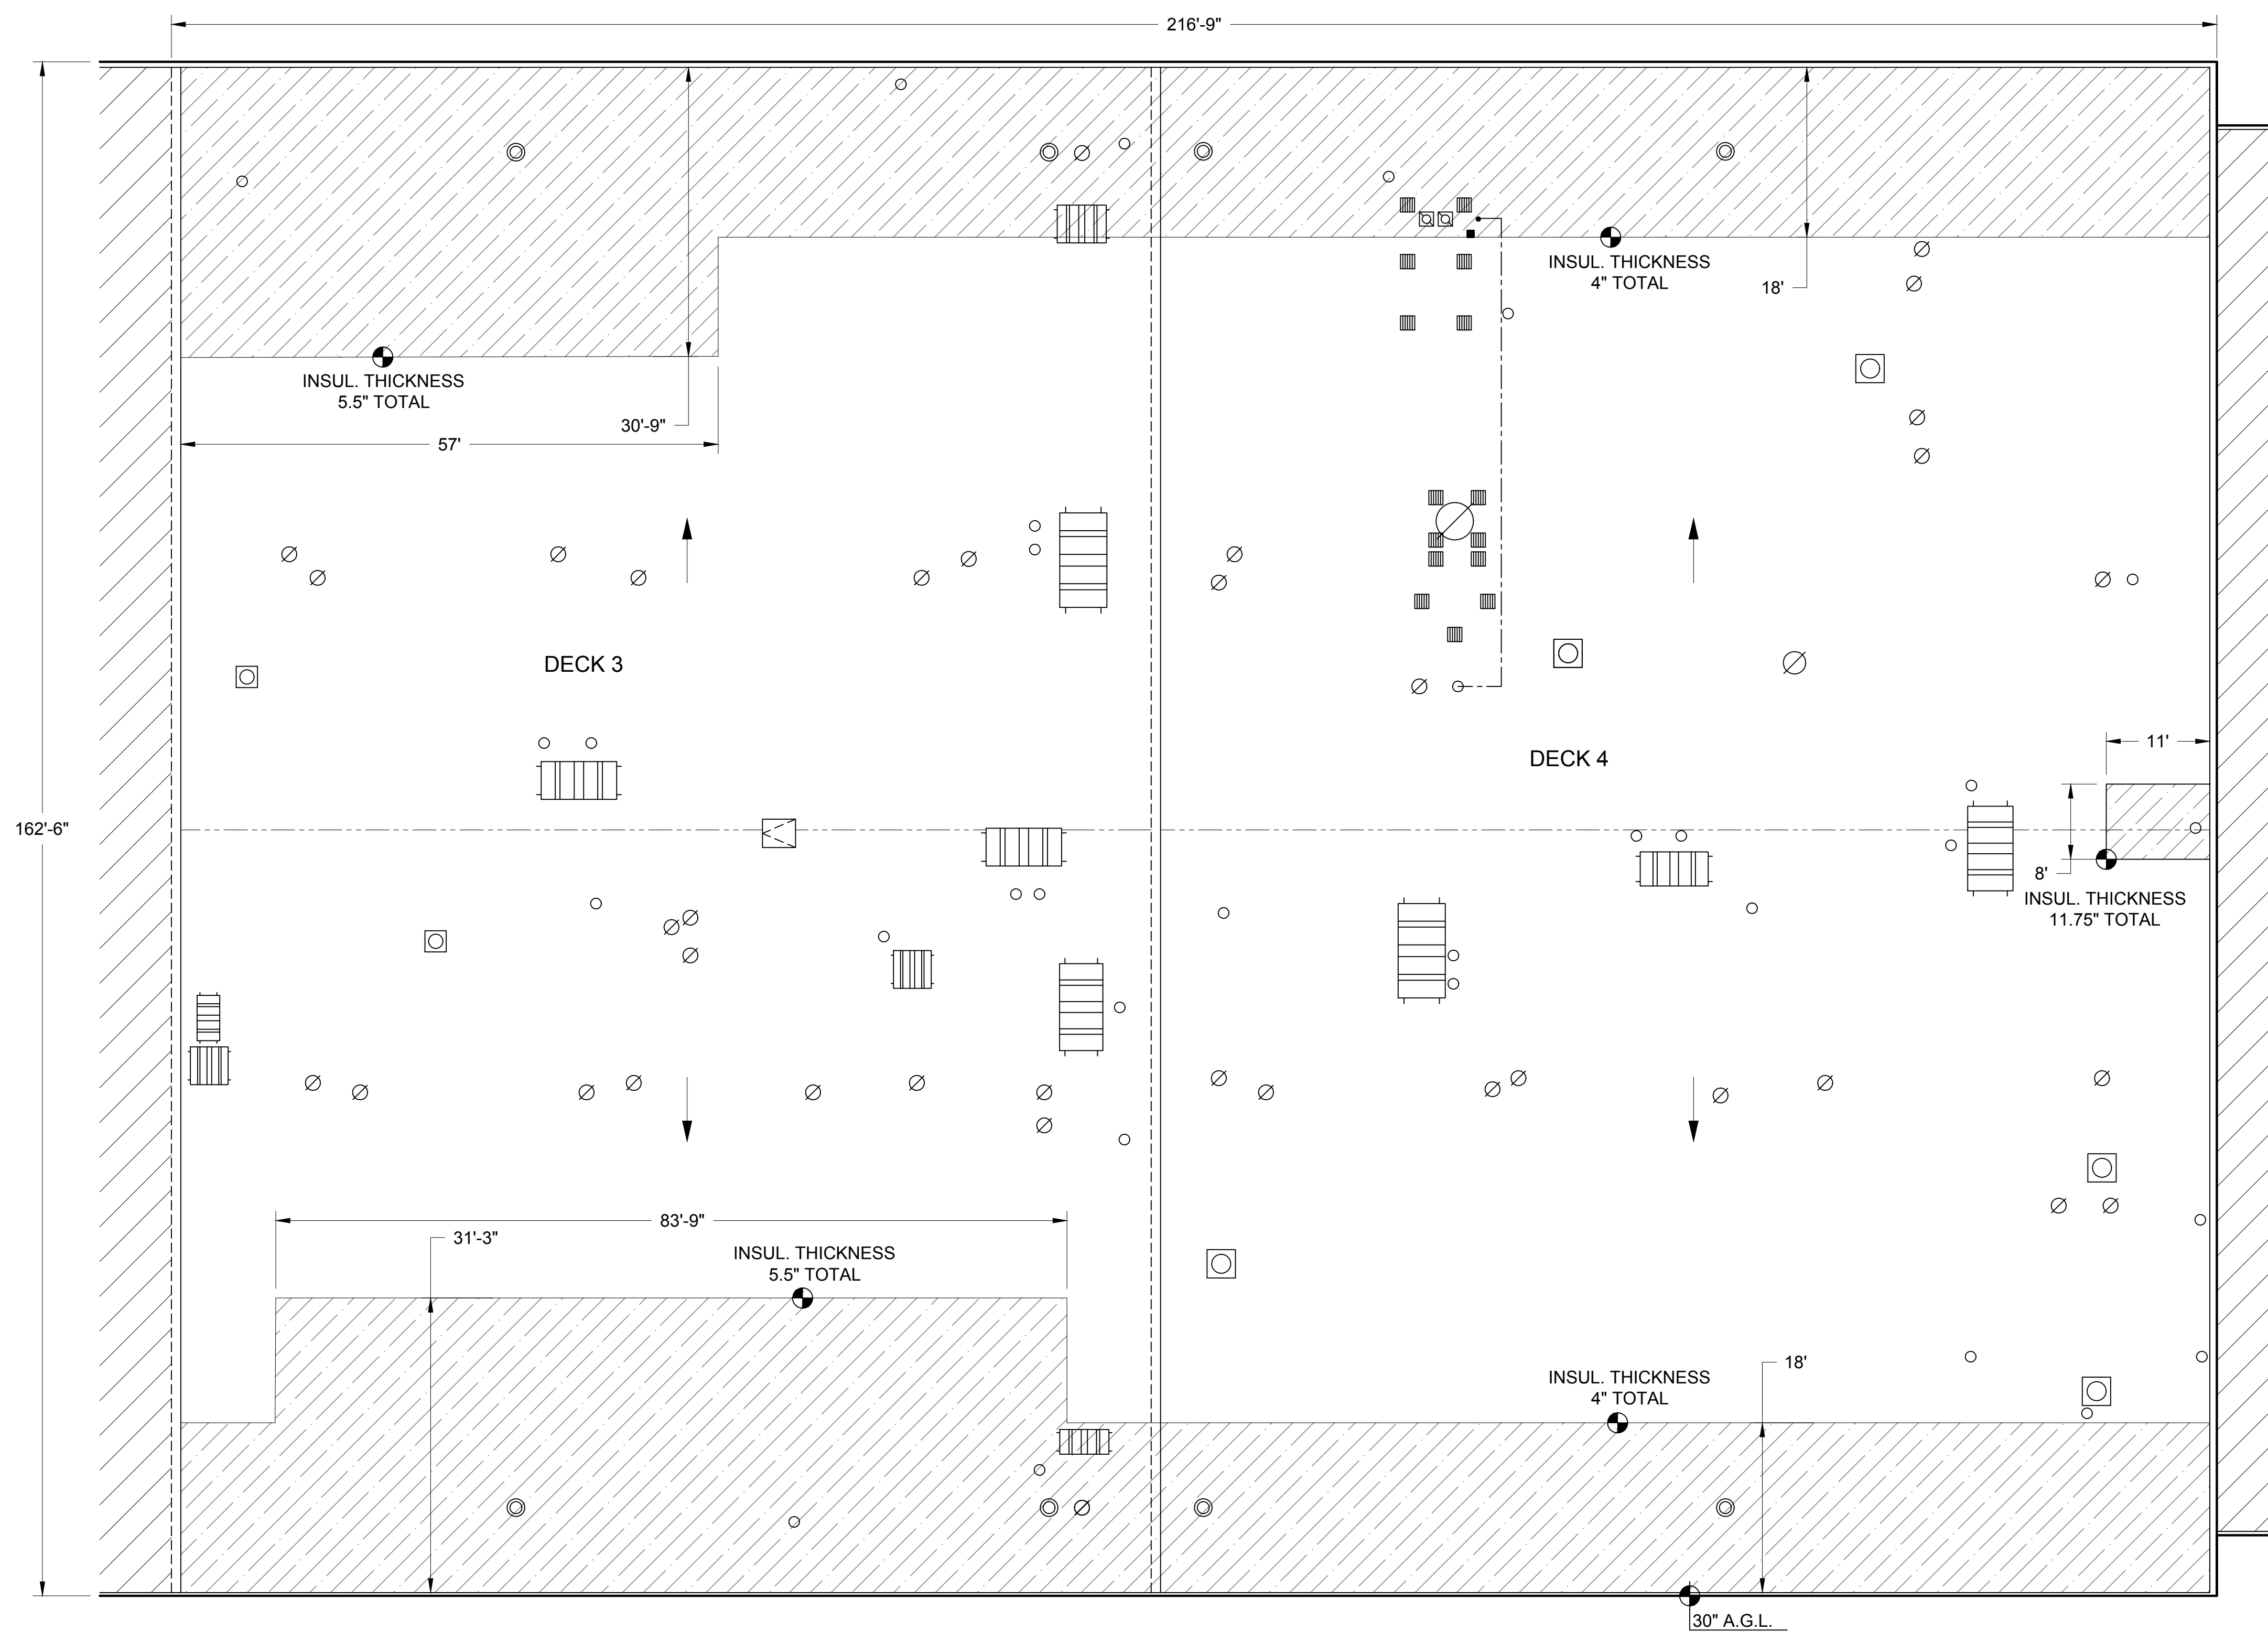 216'-9"
INSUL. THICKNESS
4" TOTAL
18'
INSUL. THICKNESS
5.5" TOTAL
30'-9"
57'
DECK 3
DECK 4
11'
162'-6"
8'
INSUL. THICKNESS
11.75" TOTAL
83'-9"
31'-3"
INSUL. THICKNESS
5.5" TOTAL
18'
INSUL. THICKNESS
4" TOTAL
30" A.G.L.